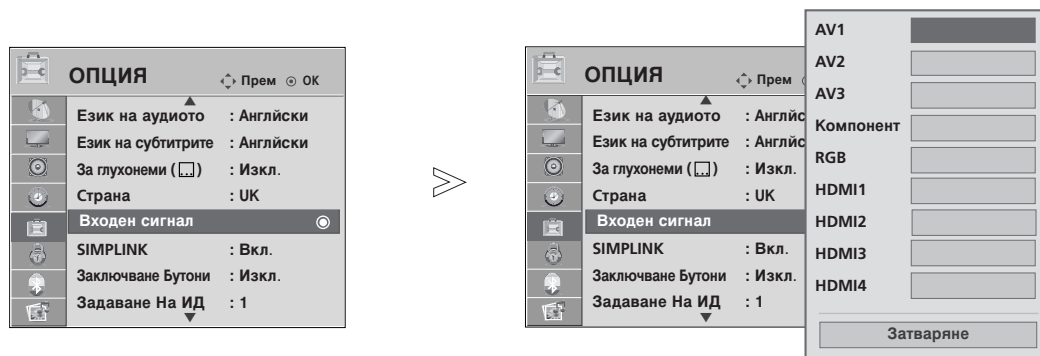 ОПЦИЯ
Прем ОК
Език на аудиото : Англйски
Език на субтитрите : Англйски
За глухонеми ( ) : Изкл.
Страна : UK
Входен сигнал
SIMPLINK : Вкл.
Заключване Бутони : Изкл.
Задаване На ИД : 1
ОПЦИЯ
Прем
Език на аудиото : Англйс
Език на субтитрите : Англйс
За глухонеми ( ) : Изкл.
Страна : UK
Входен сигнал
SIMPLINK : Вкл.
Заключване Бутони : Изкл.
Задаване На ИД : 1
AV1
AV2
AV3
Компонент
RGB
HDMI1
HDMI2
HDMI3
HDMI4
Затваряне